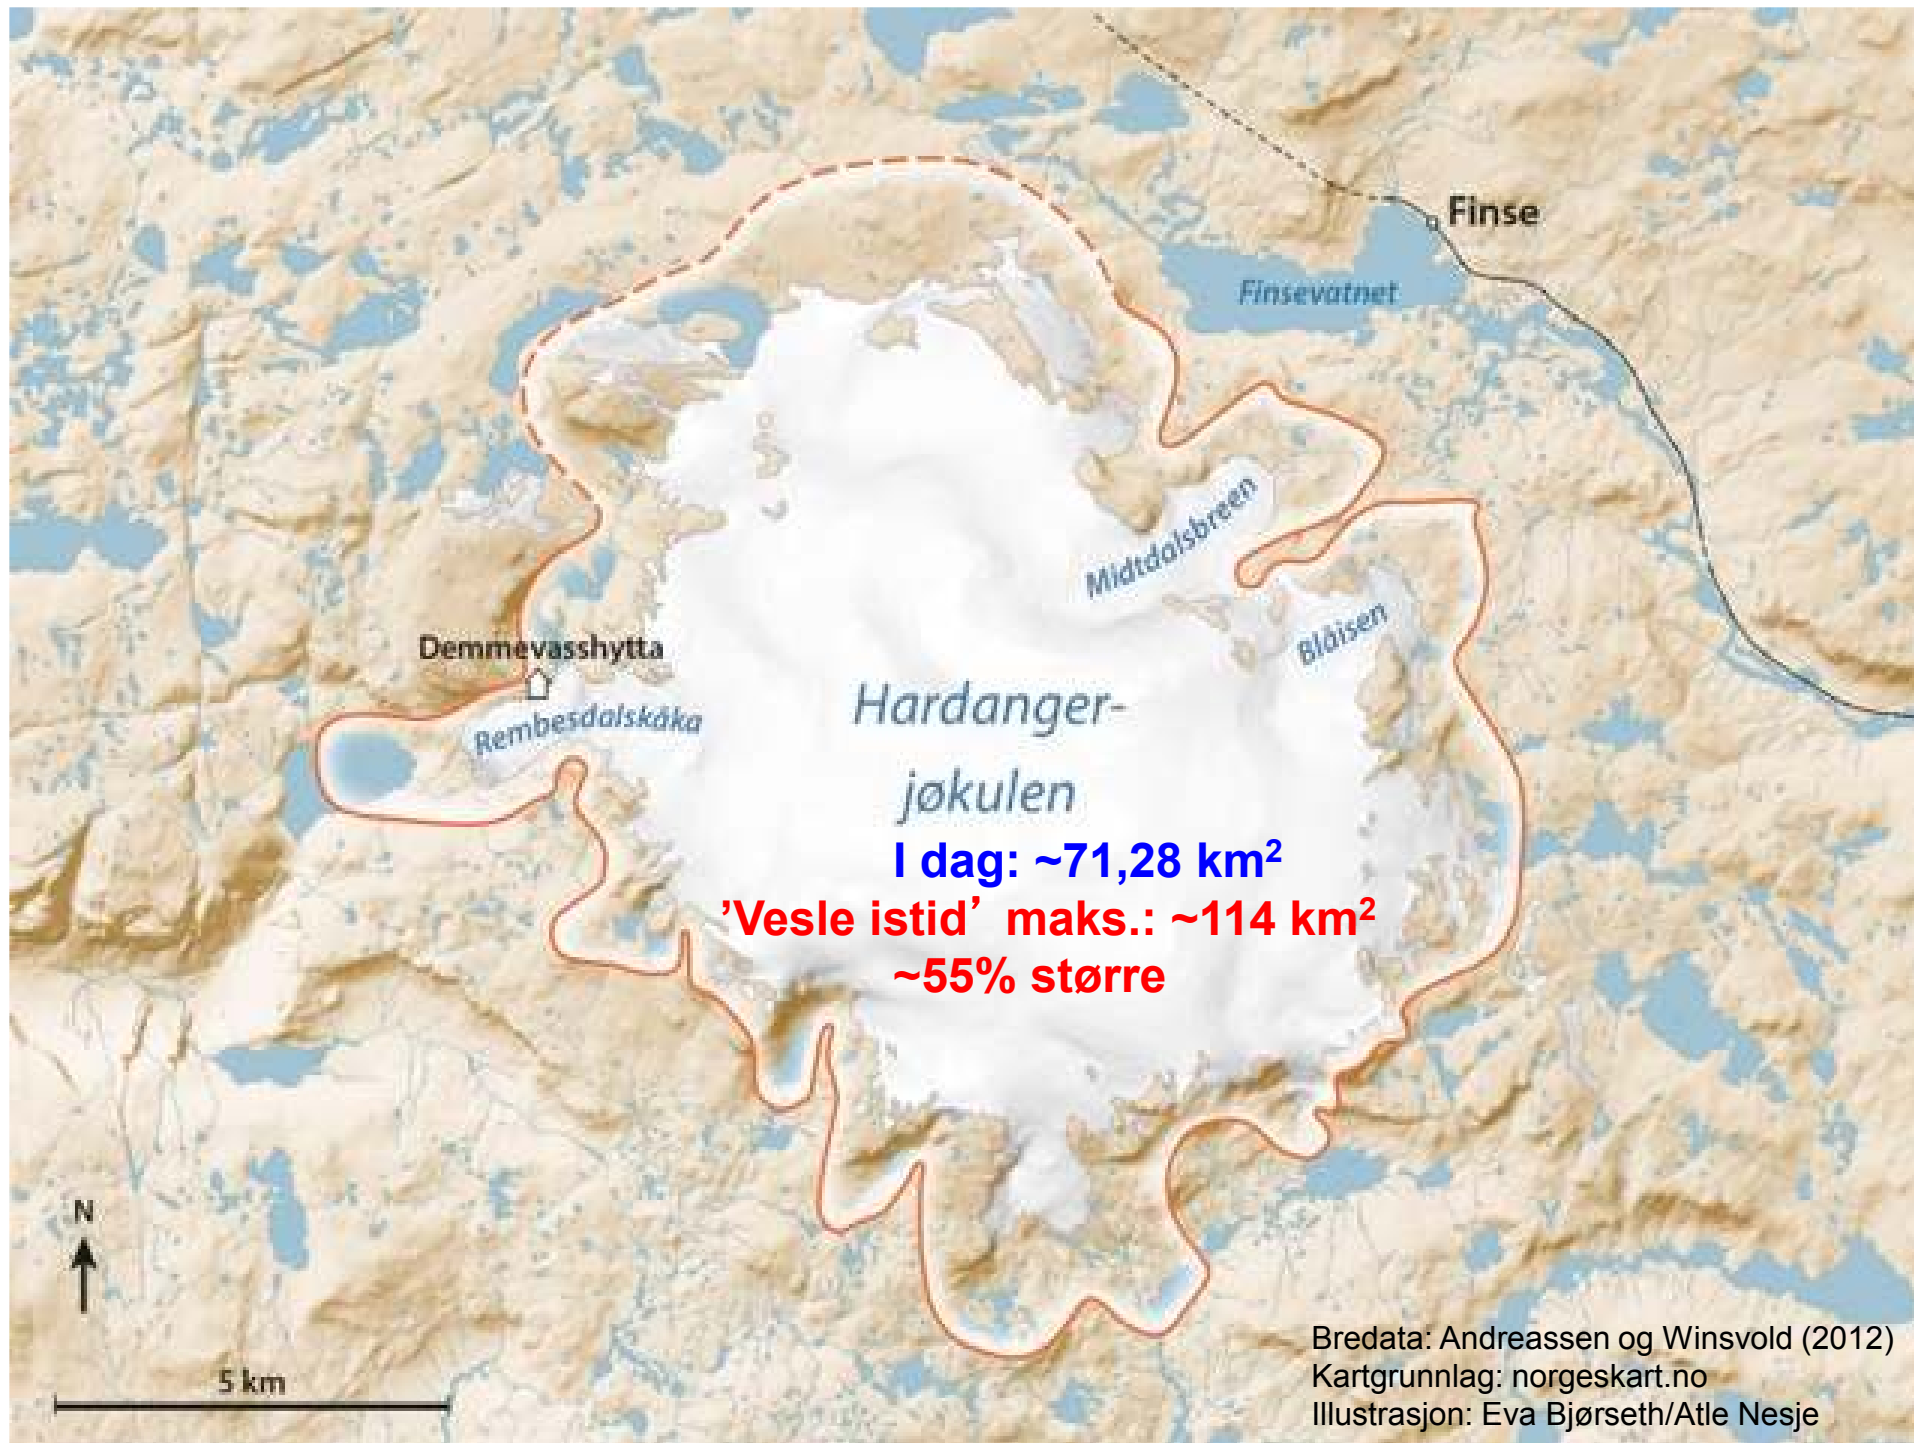 Finse
Finsevatnet
Midtdalsbreen
Blåisen
Demmevasshytta
Rembesdalskåka
Hardanger-
jøkulen
I dag: ~71,28 km²
’Vesle istid’ maks.: ~114 km²
~55% større
N
5 km
Bredata: Andreassen og Winsvold (2012)
Kartgrunnlag: norgeskart.no
Illustrasjon: Eva Bjørseth/Atle Nesje